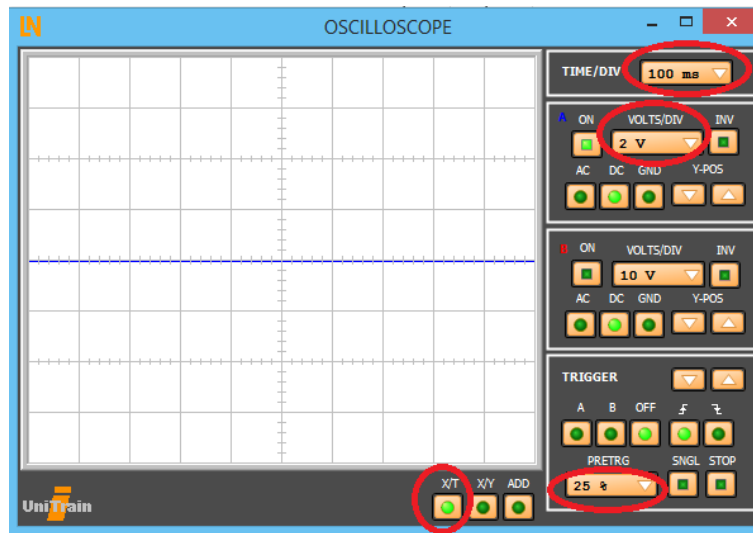 LN
OSCILLOSCOPE
TIME/DIV 100 ms
A ON VOLTS/DIV INV
2 V
AC DC GND Y-POS
B ON VOLTS/DIV INV
10 V
AC DC GND Y-POS
TRIGGER
A B OFF
PRETRG SNGL STOP
25 %
X/T X/Y ADD
UniTrain